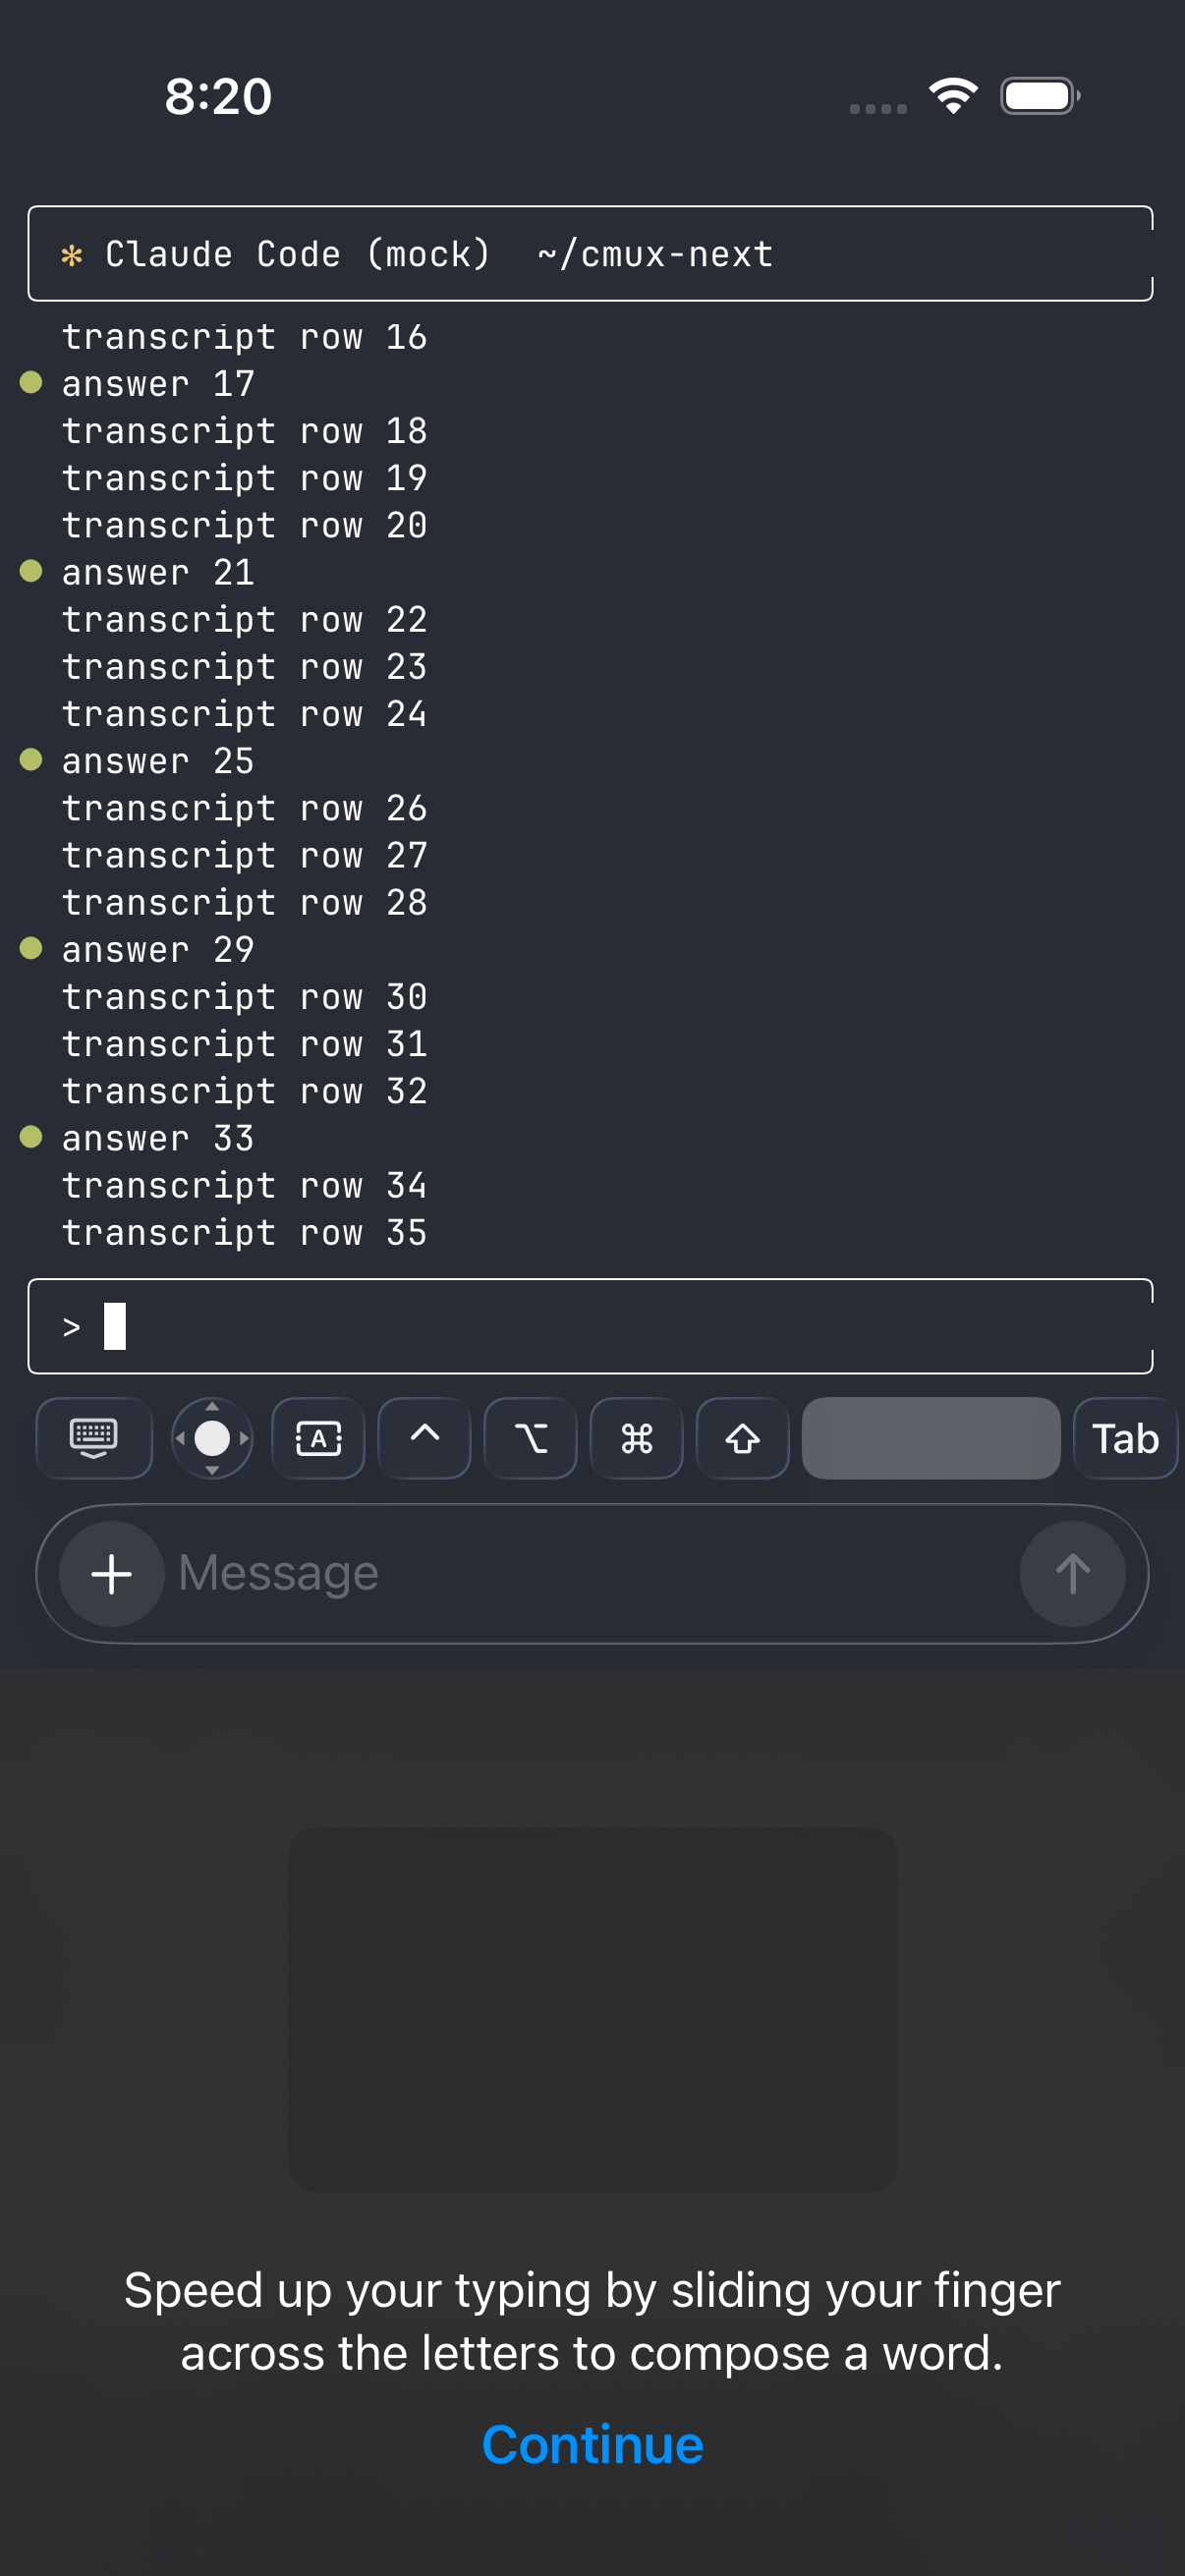 8:20
✻ Claude Code (mock)  ~/cmux-next
transcript row 16
answer 17
transcript row 18
transcript row 19
transcript row 20
answer 21
transcript row 22
transcript row 23
transcript row 24
answer 25
transcript row 26
transcript row 27
transcript row 28
answer 29
transcript row 30
transcript row 31
transcript row 32
answer 33
transcript row 34
transcript row 35
>
A ^ ⌥ ⌘ ⇧ Tab
+ Message ↑
Speed up your typing by sliding your finger
across the letters to compose a word.
Continue